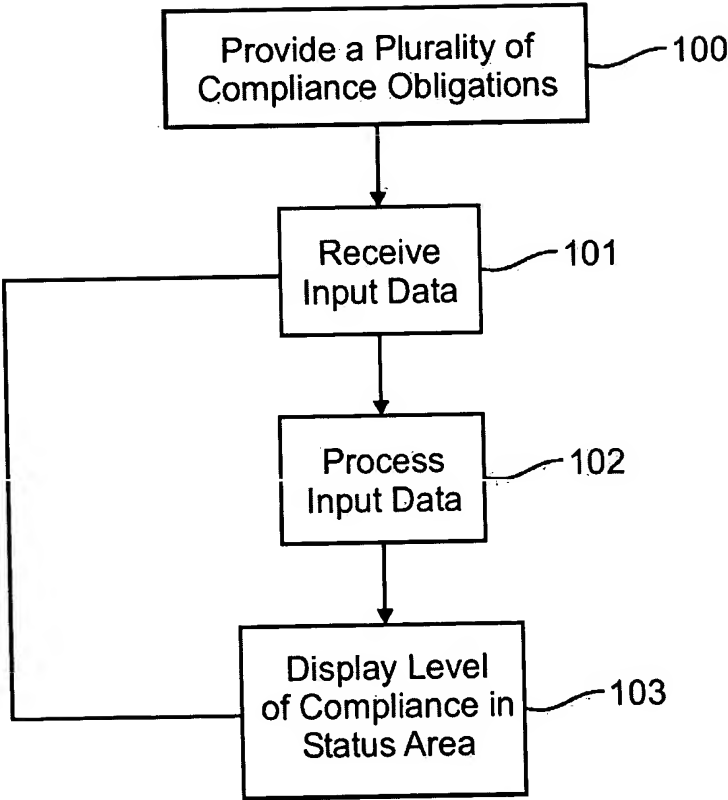 Provide a Plurality of
Compliance Obligations
100
Receive
Input Data
101
Process
Input Data
102
Display Level
of Compliance in
Status Area
103